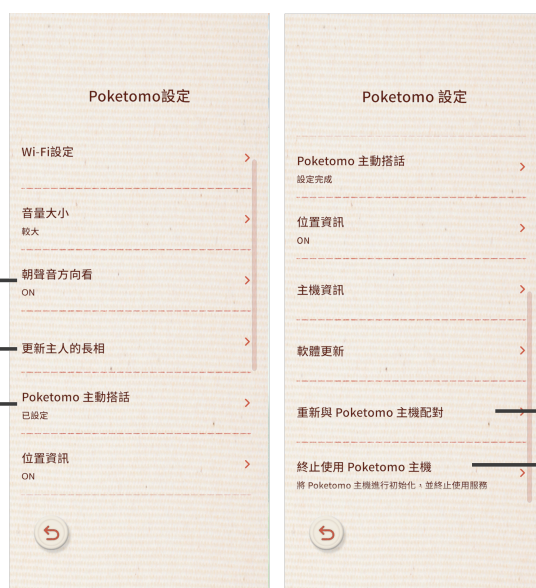 Poketomo設定
Wi-Fi設定
音量大小
較大
朝聲音方向看
ON
更新主人的長相
Poketomo 主動搭話
已設定
位置資訊
ON
Poketomo 設定
Poketomo 主動搭話
設定完成
位置資訊
ON
主機資訊
軟體更新
重新與 Poketomo 主機配對
終止使用 Poketomo 主機
將 Poketomo 主機進行初始化，並終止使用服務